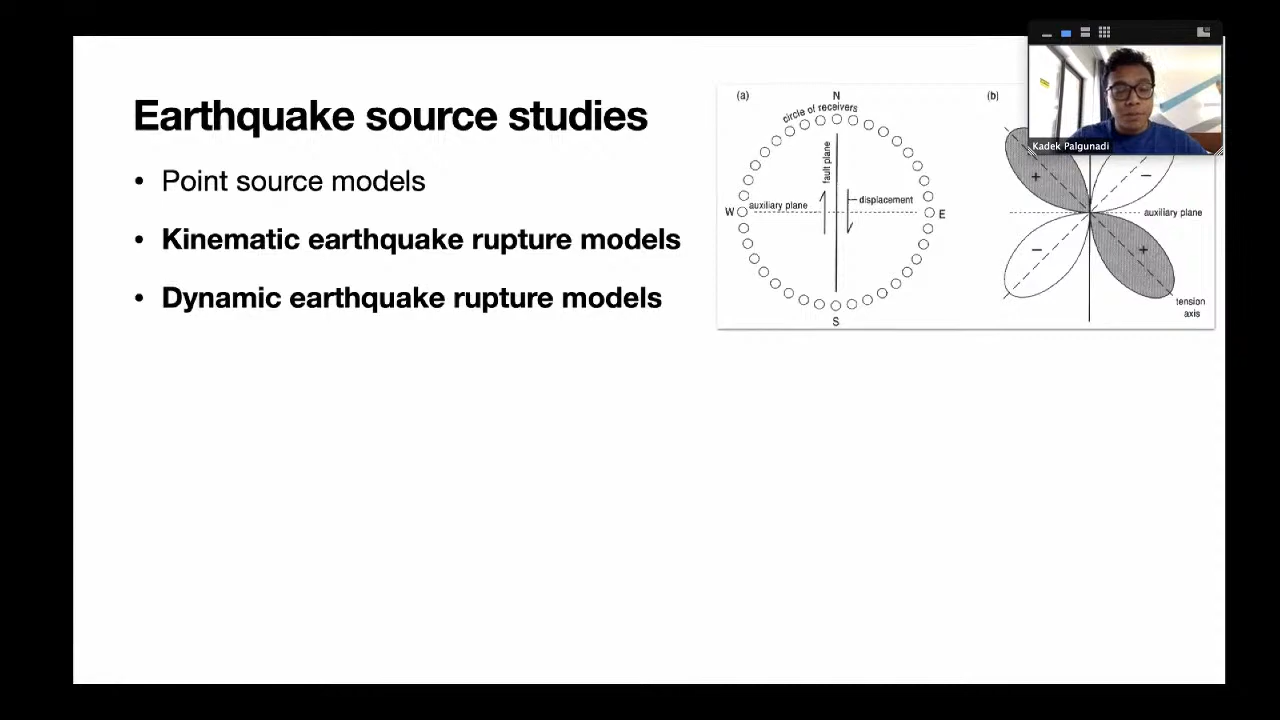 Earthquake source studies
• Point source models
• Kinematic earthquake rupture models
• Dynamic earthquake rupture models
(a)
N
circle of receivers
fault plane
auxiliary plane
displacement
W
E
S
(b)
+
−
auxiliary plane
−
+
tension
axis
Kadek Palgunadi